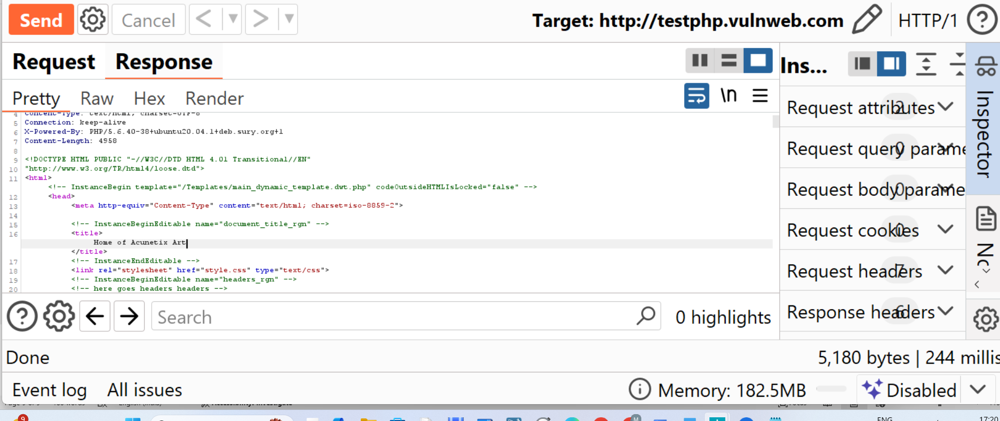 Send
Cancel
Target: http://testphp.vulnweb.com
HTTP/1
Request Response
Ins...
Pretty Raw Hex Render
\n
4 Content-Type: text/html; charset=UTF-8
5 Connection: keep-alive
6 X-Powered-By: PHP/5.6.40-38+ubuntu20.04.1+deb.sury.org+1
7 Content-Length: 4958
8
9 <!DOCTYPE HTML PUBLIC "-//W3C//DTD HTML 4.01 Transitional//EN"
10 "http://www.w3.org/TR/html4/loose.dtd">
11 <html>
<!-- InstanceBegin template="/Templates/main_dynamic_template.dwt.php" codeOutsideHTMLIsLocked="false" -->
12 <head>
13 <meta http-equiv="Content-Type" content="text/html; charset=iso-8859-2">
14
15 <!-- InstanceBeginEditable name="document_title_rgn" -->
16 <title>
Home of Acunetix Art
</title>
17 <!-- InstanceEndEditable -->
18 <link rel="stylesheet" href="style.css" type="text/css">
19 <!-- InstanceBeginEditable name="headers_rgn" -->
20 <!-- here goes headers headers -->
Request attributes 2
Request query parame 0
Request body parame 0
Request cookies 0
Request headers 7
Response headers 6
Inspector
Nc
Search
0 highlights
Done
5,180 bytes | 244 millis
Event log All issues
Memory: 182.5MB
Disabled
9
ENG
17:20